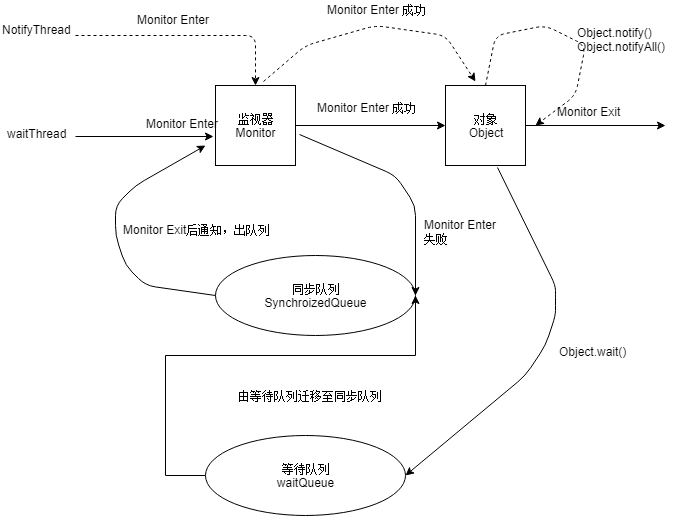 Monitor Enter 成功
NotifyThread
Monitor Enter
Object.notify()
Object.notifyAll()
waitThread
Monitor Enter
监视器
Monitor
Monitor Enter 成功
对象
Object
Monitor Exit
Monitor Exit后通知，出队列
Monitor Enter
失败
同步队列
SynchroizedQueue
Object.wait()
由等待队列迁移至同步队列
等待队列
waitQueue